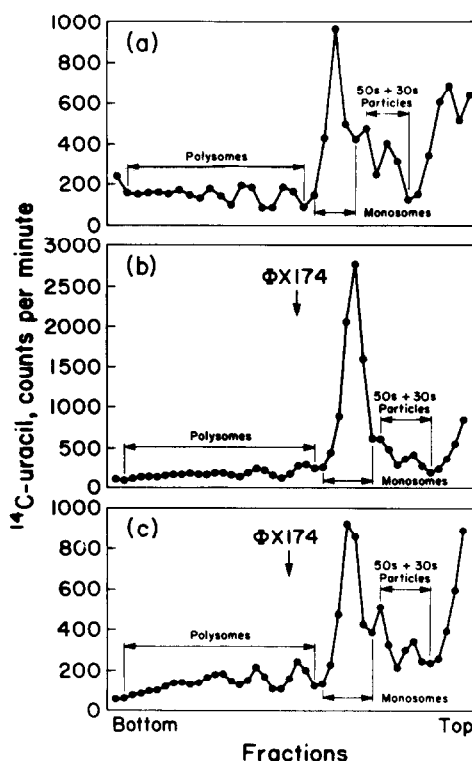 ¹⁴C-uracil, counts per minute
(a)
1000
800
600
400
200
0
50s + 30s
Particles
Polysomes
Monosomes
(b)
3000
2500
2000
1500
1000
500
0
ΦX174
50s + 30s
Particles
Polysomes
Monosomes
(c)
1000
800
600
400
200
0
ΦX174
50s + 30s
Particles
Polysomes
Monosomes
Bottom
Top
Fractions